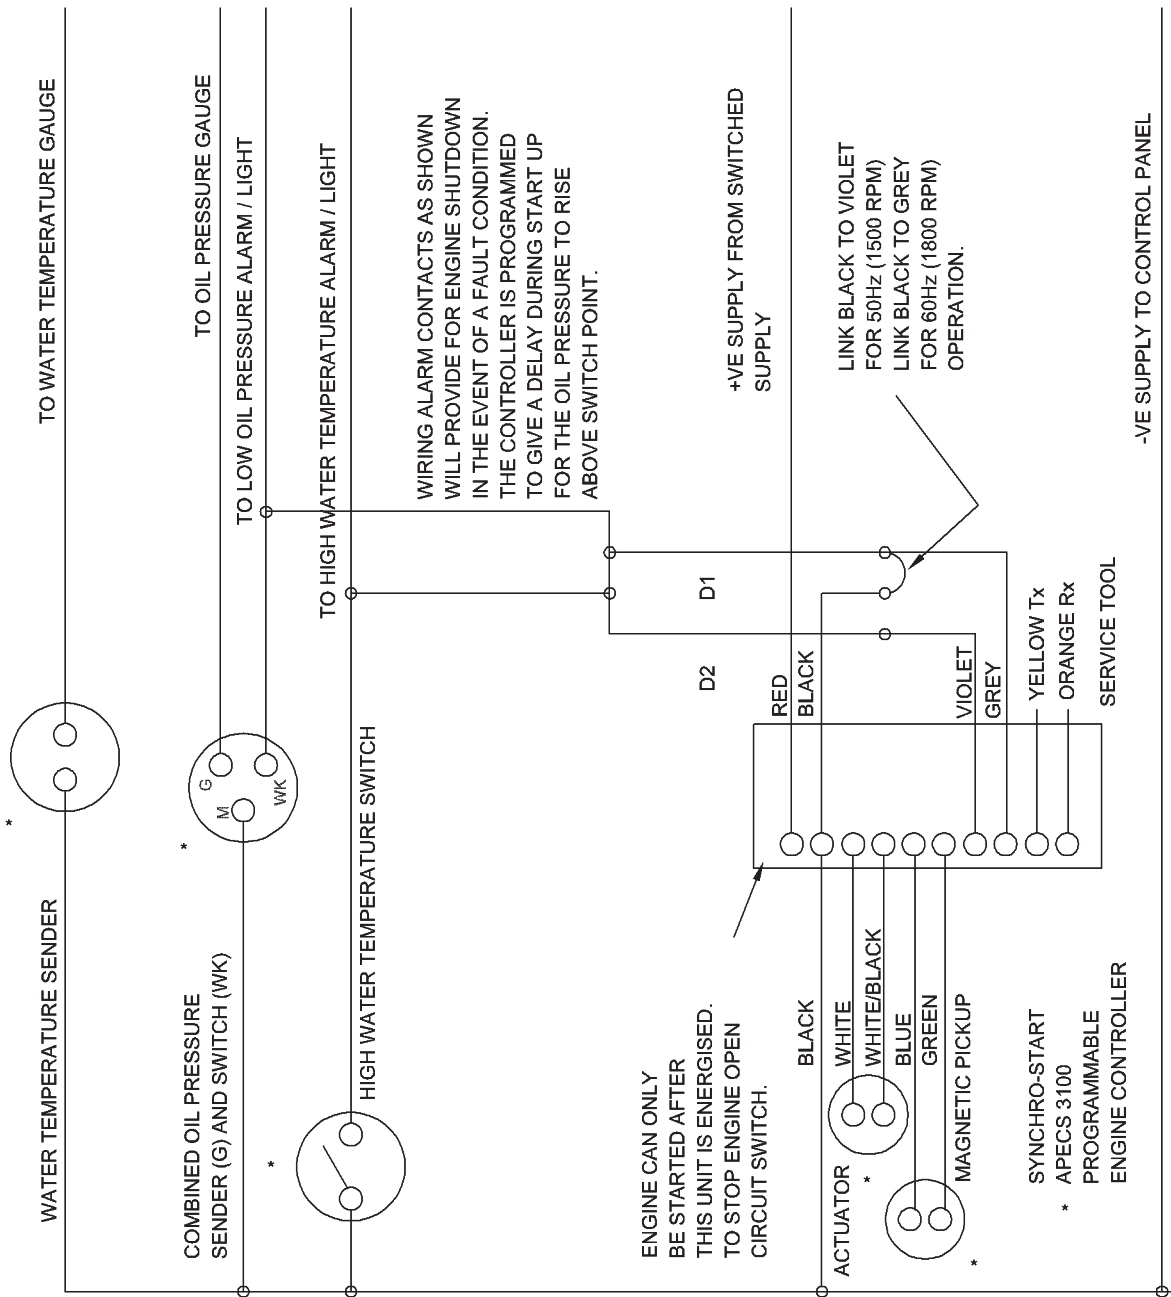 TO WATER TEMPERATURE GAUGE
TO OIL PRESSURE GAUGE
TO LOW OIL PRESSURE ALARM / LIGHT
TO HIGH WATER TEMPERATURE ALARM / LIGHT
WIRING ALARM CONTACTS AS SHOWN
WILL PROVIDE FOR ENGINE SHUTDOWN
IN THE EVENT OF A FAULT CONDITION.
THE CONTROLLER IS PROGRAMMED
TO GIVE A DELAY DURING START UP
FOR THE OIL PRESSURE TO RISE
ABOVE SWITCH POINT.
+VE SUPPLY FROM SWITCHED
SUPPLY
LINK BLACK TO VIOLET
FOR 50Hz (1500 RPM)
LINK BLACK TO GREY
FOR 60Hz (1800 RPM)
OPERATION.
-VE SUPPLY TO CONTROL PANEL
D1
D2
RED
BLACK
VIOLET
GREY
YELLOW Tx
ORANGE Rx
SERVICE TOOL
*
G
M
WK
*
WATER TEMPERATURE SENDER
COMBINED OIL PRESSURE
SENDER (G) AND SWITCH (WK)
HIGH WATER TEMPERATURE SWITCH
*
ENGINE CAN ONLY
BE STARTED AFTER
THIS UNIT IS ENERGISED.
TO STOP ENGINE OPEN
CIRCUIT SWITCH.
BLACK
WHITE
WHITE/BLACK
BLUE
GREEN
ACTUATOR
*
MAGNETIC PICKUP
*
SYNCHRO-START
* APECS 3100
PROGRAMMABLE
ENGINE CONTROLLER